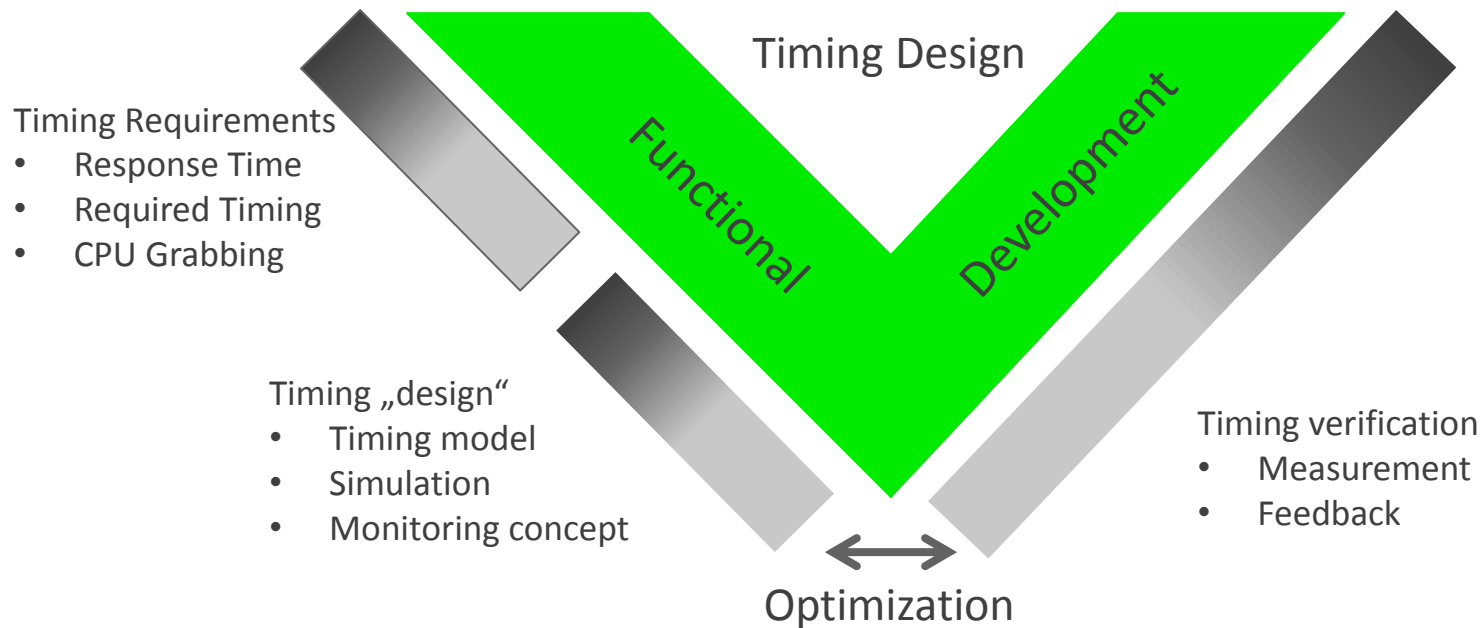 Timing Design
Functional
Development
Timing Requirements
• Response Time
• Required Timing
• CPU Grabbing
Timing „design“
• Timing model
• Simulation
• Monitoring concept
Timing verification
• Measurement
• Feedback
Optimization